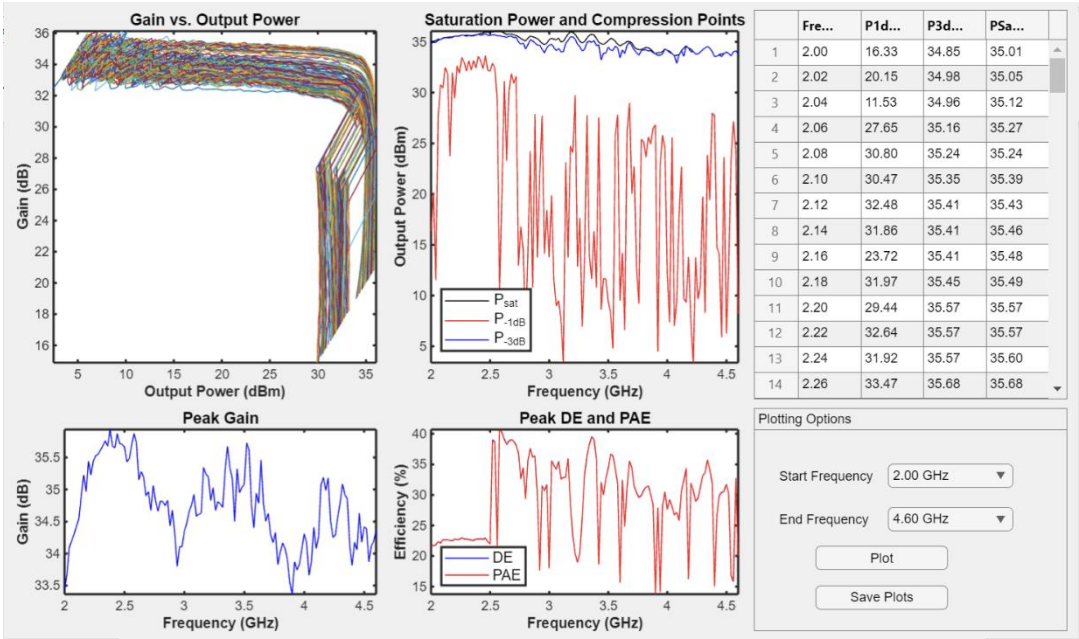 Gain vs. Output Power
36
34
32
30
28
26
24
22
20
18
16
Gain (dB)
5 10 15 20 25 30 35
Output Power (dBm)
Saturation Power and Compression Points
35
30
25
20
15
10
5
Output Power (dBm)
Psat
P-1dB
P-3dB
2 2.5 3 3.5 4 4.5
Frequency (GHz)
Fre... P1d... P3d... PSa...
1 2.00 16.33 34.85 35.01
2 2.02 20.15 34.98 35.05
3 2.04 11.53 34.96 35.12
4 2.06 27.65 35.16 35.27
5 2.08 30.80 35.24 35.24
6 2.10 30.47 35.35 35.39
7 2.12 32.48 35.41 35.43
8 2.14 31.86 35.41 35.46
9 2.16 23.72 35.41 35.48
10 2.18 31.97 35.45 35.49
11 2.20 29.44 35.57 35.57
12 2.22 32.64 35.57 35.57
13 2.24 31.92 35.57 35.60
14 2.26 33.47 35.68 35.68
Peak Gain
35.5
35
34.5
34
33.5
Gain (dB)
2 2.5 3 3.5 4 4.5
Frequency (GHz)
Peak DE and PAE
40
35
30
25
20
15
Efficiency (%)
DE
PAE
2 2.5 3 3.5 4 4.5
Frequency (GHz)
Plotting Options
Start Frequency 2.00 GHz
End Frequency 4.60 GHz
Plot
Save Plots